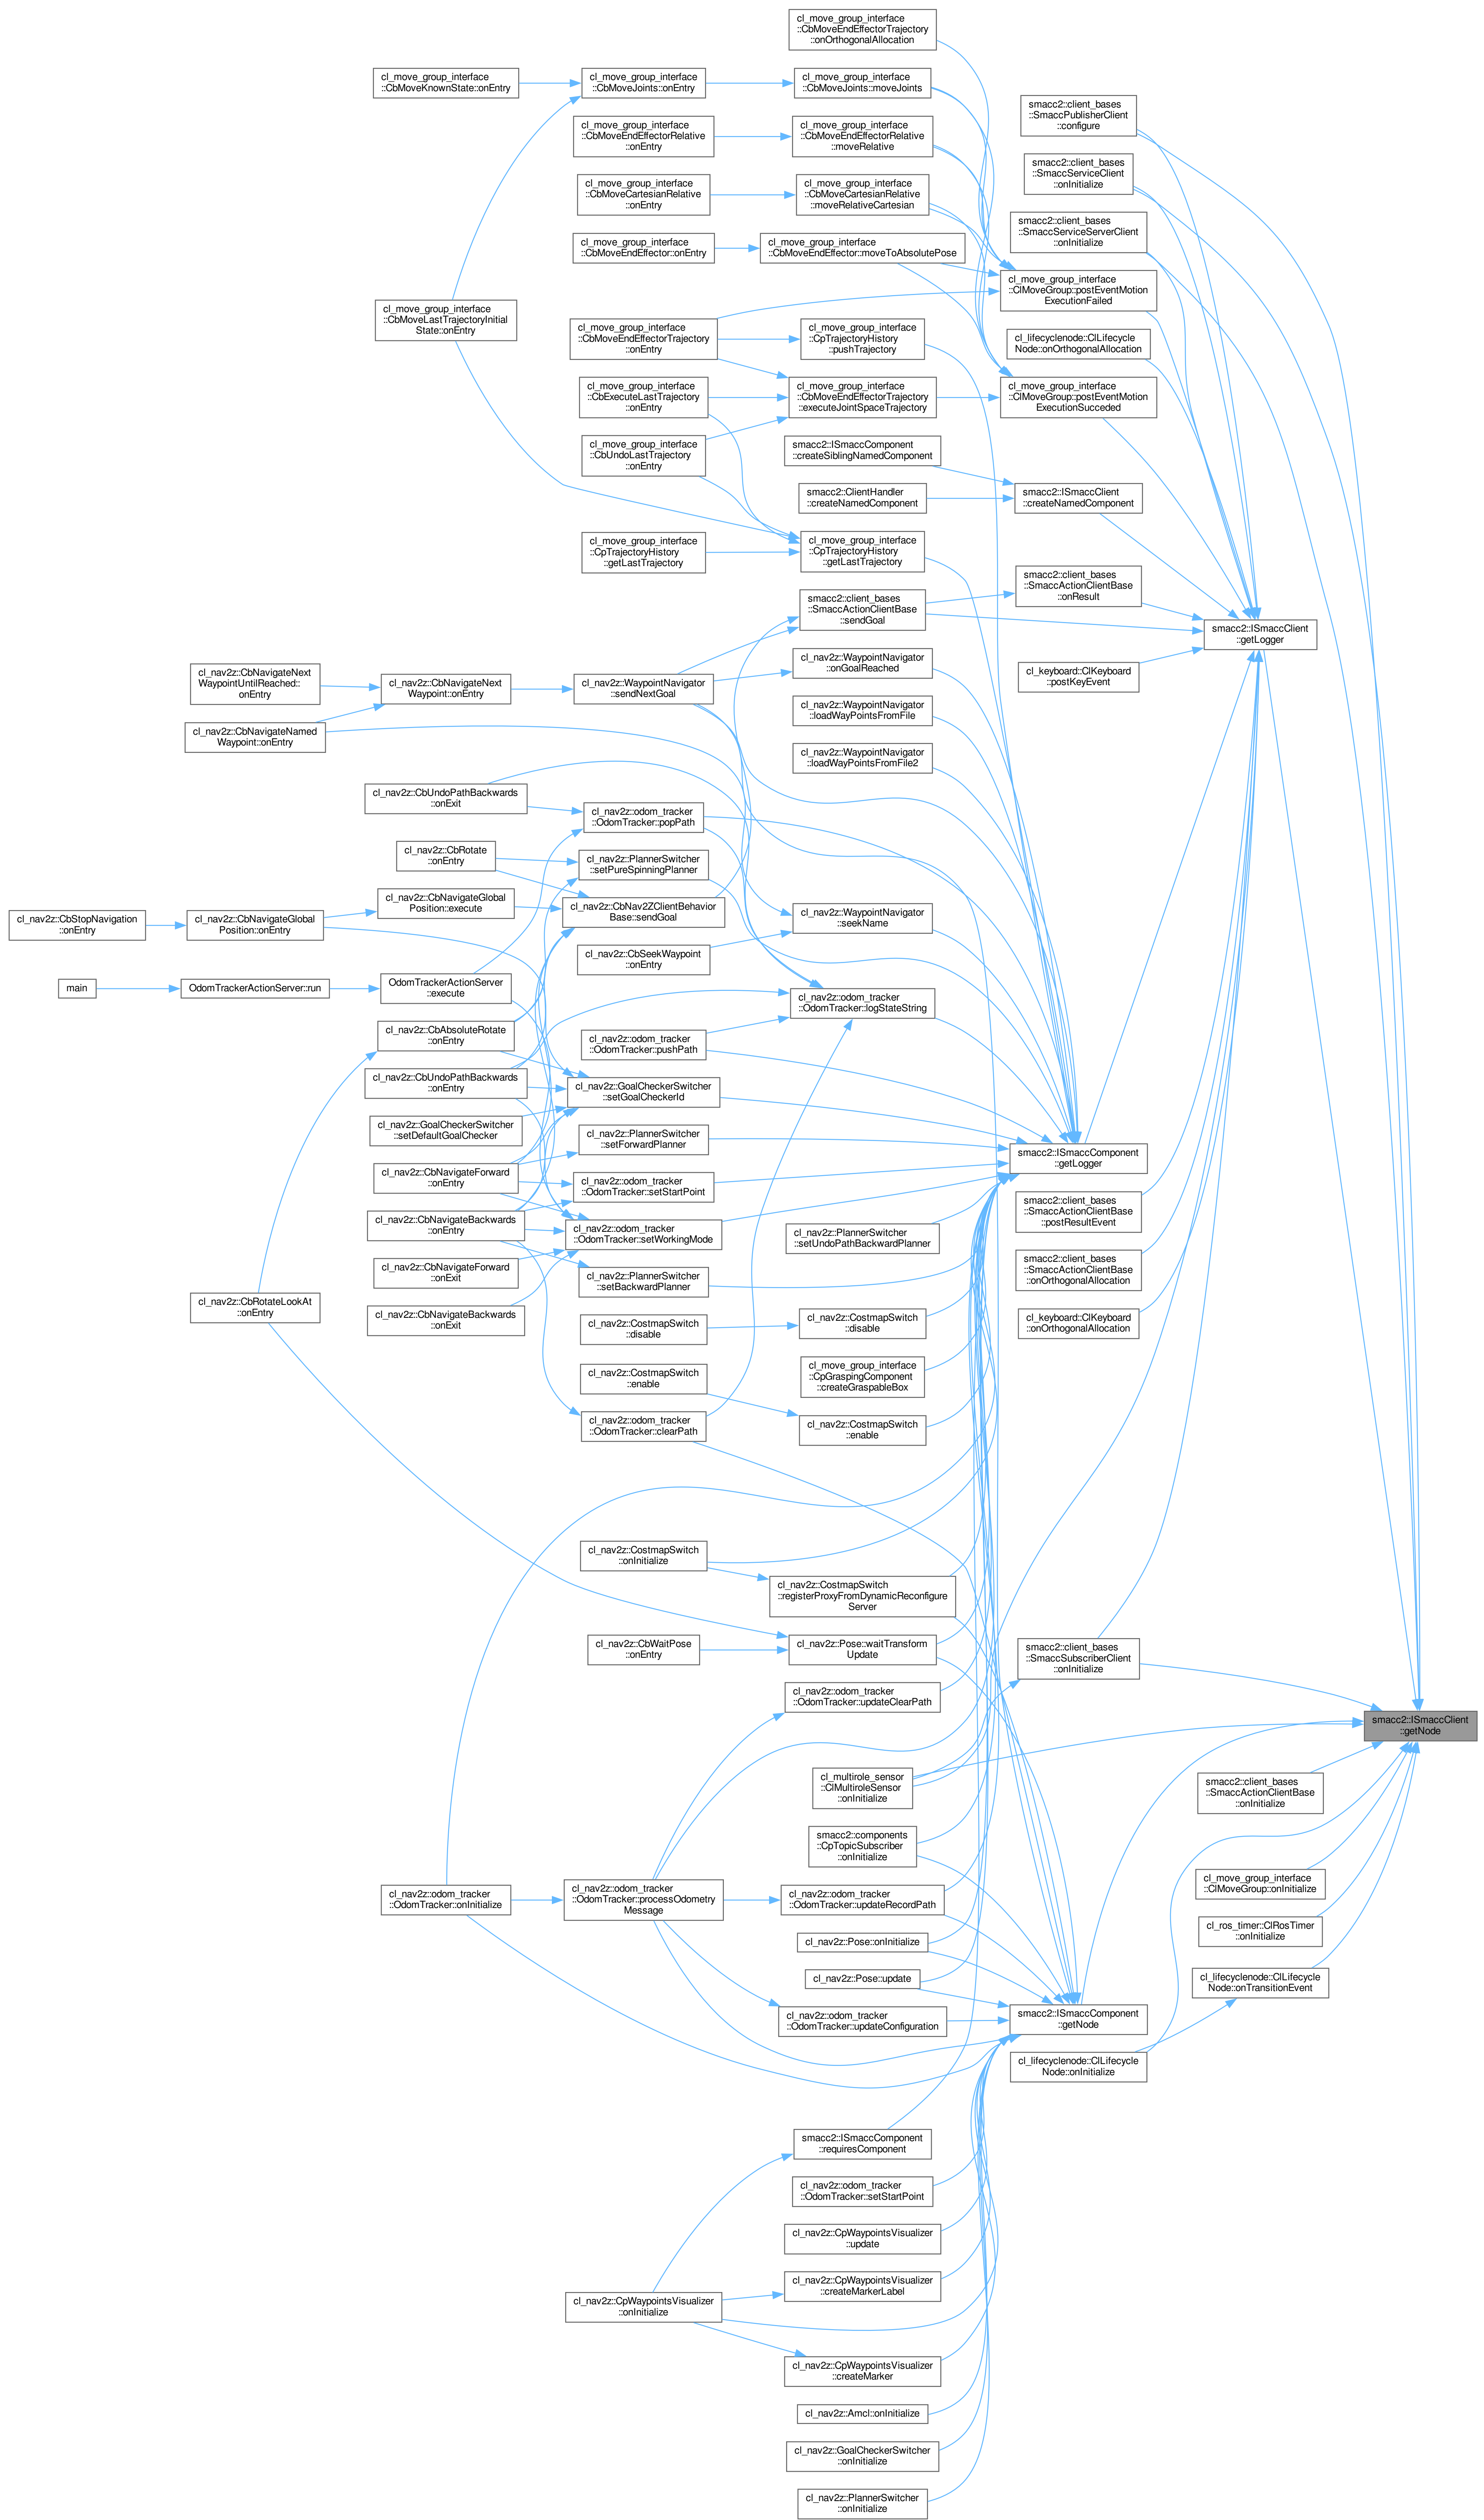 cl_move_group_interface
::CbMoveEndEffectorTrajectory
::onOrthogonalAllocation
cl_move_group_interface
::CbMoveKnownState::onEntry
cl_move_group_interface
::CbMoveJoints::onEntry
cl_move_group_interface
::CbMoveJoints::moveJoints
smacc2::client_bases
::SmaccPublisherClient
::configure
cl_move_group_interface
::CbMoveEndEffectorRelative
::onEntry
cl_move_group_interface
::CbMoveEndEffectorRelative
::moveRelative
smacc2::client_bases
::SmaccServiceClient
::onInitialize
cl_move_group_interface
::CbMoveCartesianRelative
::onEntry
cl_move_group_interface
::CbMoveCartesianRelative
::moveRelativeCartesian
smacc2::client_bases
::SmaccServiceServerClient
::onInitialize
cl_move_group_interface
::CbMoveEndEffector::onEntry
cl_move_group_interface
::CbMoveEndEffector::moveToAbsolutePose
cl_move_group_interface
::ClMoveGroup::postEventMotion
ExecutionFailed
cl_move_group_interface
::CbMoveLastTrajectoryInitial
State::onEntry
cl_move_group_interface
::CbMoveEndEffectorTrajectory
::onEntry
cl_move_group_interface
::CpTrajectoryHistory
::pushTrajectory
cl_lifecyclenode::ClLifecycle
Node::onOrthogonalAllocation
cl_move_group_interface
::CbExecuteLastTrajectory
::onEntry
cl_move_group_interface
::CbMoveEndEffectorTrajectory
::executeJointSpaceTrajectory
cl_move_group_interface
::ClMoveGroup::postEventMotion
ExecutionSucceded
cl_move_group_interface
::CbUndoLastTrajectory
::onEntry
smacc2::ISmaccComponent
::createSiblingNamedComponent
smacc2::ClientHandler
::createNamedComponent
smacc2::ISmaccClient
::createNamedComponent
cl_move_group_interface
::CpTrajectoryHistory
::getLastTrajectory
cl_move_group_interface
::CpTrajectoryHistory
::getLastTrajectory
smacc2::client_bases
::SmaccActionClientBase
::onResult
smacc2::client_bases
::SmaccActionClientBase
::sendGoal
smacc2::ISmaccClient
::getLogger
cl_nav2z::CbNavigateNext
WaypointUntilReached::
onEntry
cl_nav2z::CbNavigateNext
Waypoint::onEntry
cl_nav2z::WaypointNavigator
::sendNextGoal
cl_nav2z::WaypointNavigator
::onGoalReached
cl_keyboard::ClKeyboard
::postKeyEvent
cl_nav2z::CbNavigateNamed
Waypoint::onEntry
cl_nav2z::WaypointNavigator
::loadWayPointsFromFile
cl_nav2z::WaypointNavigator
::loadWayPointsFromFile2
cl_nav2z::CbUndoPathBackwards
::onExit
cl_nav2z::odom_tracker
::OdomTracker::popPath
cl_nav2z::CbRotate
::onEntry
cl_nav2z::PlannerSwitcher
::setPureSpinningPlanner
cl_nav2z::CbStopNavigation
::onEntry
cl_nav2z::CbNavigateGlobal
Position::onEntry
cl_nav2z::CbNavigateGlobal
Position::execute
cl_nav2z::CbNav2ZClientBehavior
Base::sendGoal
cl_nav2z::WaypointNavigator
::seekName
cl_nav2z::CbSeekWaypoint
::onEntry
main
OdomTrackerActionServer::run
OdomTrackerActionServer
::execute
cl_nav2z::odom_tracker
::OdomTracker::logStateString
cl_nav2z::CbAbsoluteRotate
::onEntry
cl_nav2z::odom_tracker
::OdomTracker::pushPath
cl_nav2z::CbUndoPathBackwards
::onEntry
cl_nav2z::GoalCheckerSwitcher
::setGoalCheckerId
cl_nav2z::GoalCheckerSwitcher
::setDefaultGoalChecker
cl_nav2z::PlannerSwitcher
::setForwardPlanner
smacc2::ISmaccComponent
::getLogger
cl_nav2z::CbNavigateForward
::onEntry
cl_nav2z::odom_tracker
::OdomTracker::setStartPoint
smacc2::client_bases
::SmaccActionClientBase
::postResultEvent
cl_nav2z::CbNavigateBackwards
::onEntry
cl_nav2z::odom_tracker
::OdomTracker::setWorkingMode
cl_nav2z::PlannerSwitcher
::setUndoPathBackwardPlanner
cl_nav2z::CbNavigateForward
::onExit
cl_nav2z::PlannerSwitcher
::setBackwardPlanner
smacc2::client_bases
::SmaccActionClientBase
::onOrthogonalAllocation
cl_nav2z::CbRotateLookAt
::onEntry
cl_nav2z::CbNavigateBackwards
::onExit
cl_nav2z::CostmapSwitch
::disable
cl_nav2z::CostmapSwitch
::disable
cl_keyboard::ClKeyboard
::onOrthogonalAllocation
cl_nav2z::CostmapSwitch
::enable
cl_move_group_interface
::CpGraspingComponent
::createGraspableBox
cl_nav2z::odom_tracker
::OdomTracker::clearPath
cl_nav2z::CostmapSwitch
::enable
cl_nav2z::CostmapSwitch
::onInitialize
cl_nav2z::CostmapSwitch
::registerProxyFromDynamicReconfigure
Server
cl_nav2z::CbWaitPose
::onEntry
cl_nav2z::Pose::waitTransform
Update
smacc2::client_bases
::SmaccSubscriberClient
::onInitialize
cl_nav2z::odom_tracker
::OdomTracker::updateClearPath
smacc2::ISmaccClient
::getNode
cl_multirole_sensor
::ClMultiroleSensor
::onInitialize
smacc2::client_bases
::SmaccActionClientBase
::onInitialize
smacc2::components
::CpTopicSubscriber
::onInitialize
cl_move_group_interface
::ClMoveGroup::onInitialize
cl_nav2z::odom_tracker
::OdomTracker::onInitialize
cl_nav2z::odom_tracker
::OdomTracker::processOdometry
Message
cl_nav2z::odom_tracker
::OdomTracker::updateRecordPath
cl_ros_timer::ClRosTimer
::onInitialize
cl_nav2z::Pose::onInitialize
cl_nav2z::Pose::update
cl_lifecyclenode::ClLifecycle
Node::onTransitionEvent
cl_nav2z::odom_tracker
::OdomTracker::updateConfiguration
smacc2::ISmaccComponent
::getNode
cl_lifecyclenode::ClLifecycle
Node::onInitialize
smacc2::ISmaccComponent
::requiresComponent
cl_nav2z::odom_tracker
::OdomTracker::setStartPoint
cl_nav2z::CpWaypointsVisualizer
::update
cl_nav2z::CpWaypointsVisualizer
::onInitialize
cl_nav2z::CpWaypointsVisualizer
::createMarkerLabel
cl_nav2z::CpWaypointsVisualizer
::createMarker
cl_nav2z::Amcl::onInitialize
cl_nav2z::GoalCheckerSwitcher
::onInitialize
cl_nav2z::PlannerSwitcher
::onInitialize